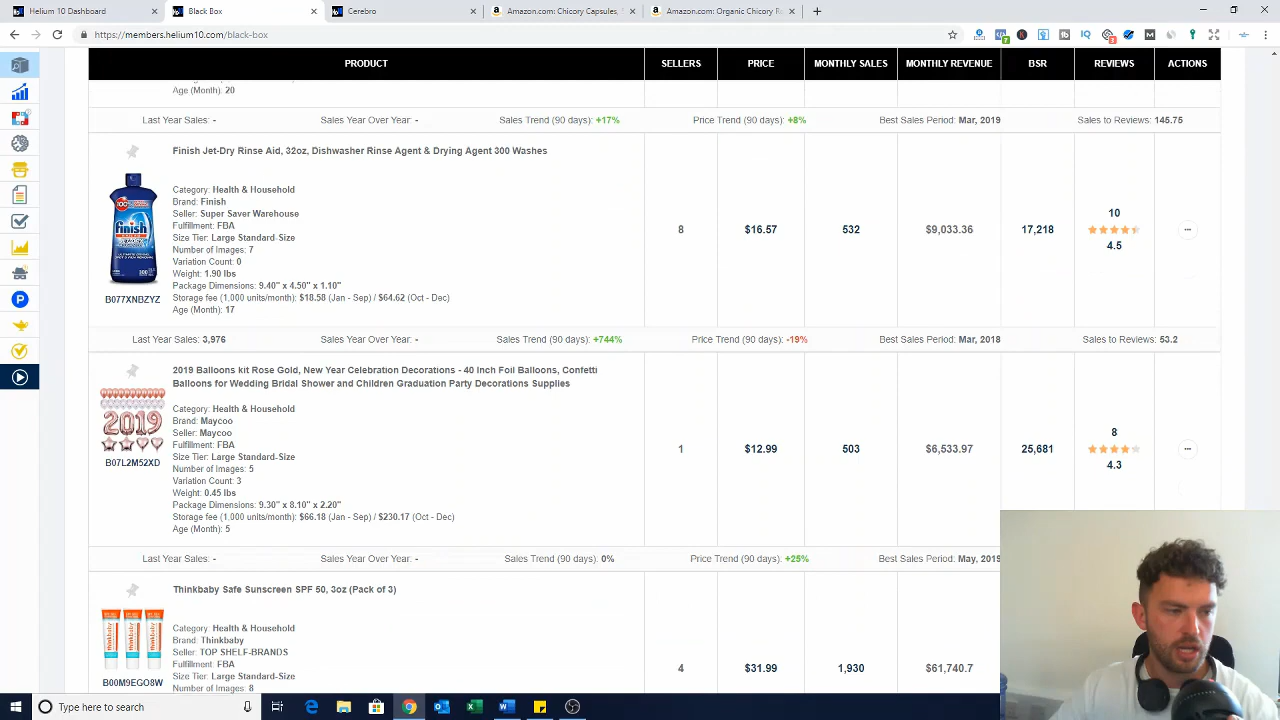 Helium 10 Dashboard
Black Box
Cerebro
Amazon.com: Chicory Capsules, S
Amazon.com: Organic Chicory Ro
https://members.helium10.com/black-box
PRODUCT SELLERS PRICE MONTHLY SALES MONTHLY REVENUE BSR REVIEWS ACTIONS
Age (Month): 20
Last Year Sales: - Sales Year Over Year: - Sales Trend (90 days): +17% Price Trend (90 days): +8% Best Sales Period: Mar, 2019 Sales to Reviews: 145.75
Finish Jet-Dry Rinse Aid, 32oz, Dishwasher Rinse Agent & Drying Agent 300 Washes
Category: Health & Household
Brand: Finish
Seller: Super Saver Warehouse
Fulfillment: FBA
Size Tier: Large Standard-Size
Number of Images: 7
Variation Count: 0
Weight: 1.90 lbs
Package Dimensions: 9.40" x 4.50" x 1.10"
Storage fee (1,000 units/month): $18.58 (Jan - Sep) / $64.62 (Oct - Dec)
Age (Month): 17
finish
B077XNBZYZ
8 $16.57 532 $9,033.36 17,218
10
4.5
Last Year Sales: 3,976 Sales Year Over Year: - Sales Trend (90 days): +744% Price Trend (90 days): -19% Best Sales Period: Mar, 2018 Sales to Reviews: 53.2
2019 Balloons kit Rose Gold, New Year Celebration Decorations - 40 Inch Foil Balloons, Confetti
Balloons for Wedding Bridal Shower and Children Graduation Party Decorations Supplies
Category: Health & Household
Brand: Maycoo
Seller: Maycoo
Fulfillment: FBA
Size Tier: Large Standard-Size
Number of Images: 5
Variation Count: 3
Weight: 0.45 lbs
Package Dimensions: 9.30" x 8.10" x 2.20"
Storage fee (1,000 units/month): $66.18 (Jan - Sep) / $230.17 (Oct - Dec)
Age (Month): 5
2019
B07L2M52XD
1 $12.99 503 $6,533.97 25,681
8
4.3
Last Year Sales: - Sales Year Over Year: - Sales Trend (90 days): 0% Price Trend (90 days): +25% Best Sales Period: May, 2019
Thinkbaby Safe Sunscreen SPF 50, 3oz (Pack of 3)
Category: Health & Household
Brand: Thinkbaby
Seller: TOP SHELF-BRANDS
Fulfillment: FBA
Size Tier: Large Standard-Size
Number of Images: 8
B00M9EGO8W
4 $31.99 1,930 $61,740.7
Type here to search